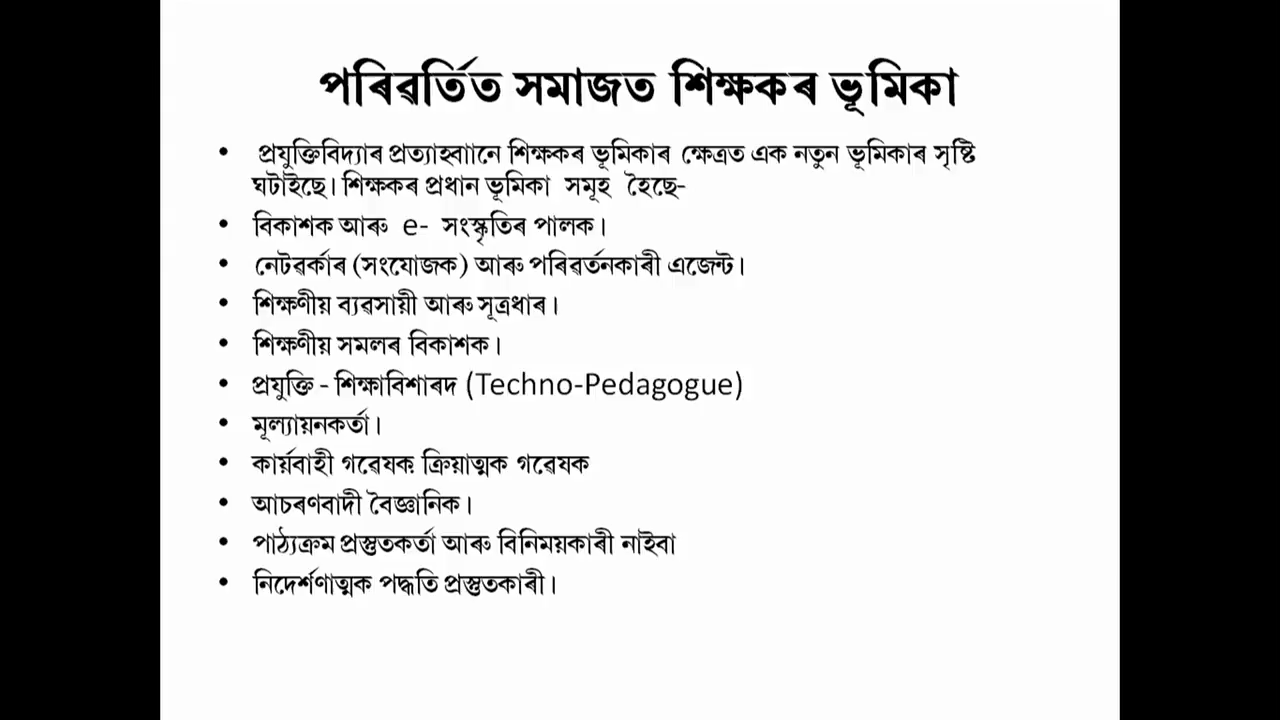 পৰিৱৰ্তিত সমাজত শিক্ষকৰ ভূমিকা
• প্ৰযুক্তিবিদ্যাৰ প্ৰত্যাহ্বাানে শিক্ষকৰ ভূমিকাৰ ক্ষেত্ৰত এক নতুন ভূমিকাৰ সৃষ্টি
ঘটাইছে। শিক্ষকৰ প্ৰধান ভূমিকা সমূহ হৈছে-
• বিকাশক আৰু e- সংস্কৃতিৰ পালক।
• নেটৱৰ্কাৰ (সংযোজক) আৰু পৰিৱৰ্তনকাৰী এজেন্ট।
• শিক্ষণীয় ব্যৱসায়ী আৰু সূত্ৰধাৰ।
• শিক্ষণীয় সমলৰ বিকাশক।
• প্ৰযুক্তি - শিক্ষাবিশাৰদ (Techno-Pedagogue)
• মূল্যায়নকৰ্তা।
• কাৰ্য়বাহী গৱেষক় ক্ৰিয়াত্মক গৱেষক
• আচৰণবাদী বৈজ্ঞানিক।
• পাঠ্যক্ৰম প্ৰস্তুতকৰ্তা আৰু বিনিময়কাৰী নাইবা
• নিদেৰ্শণাত্মক পদ্ধতি প্ৰস্তুতকাৰী।